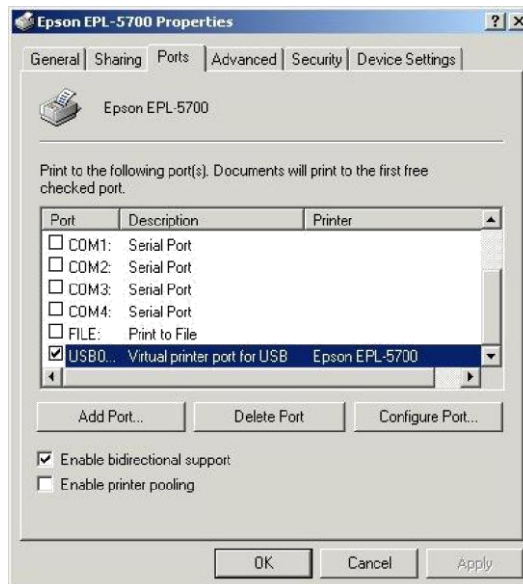 Epson EPL-5700 Properties
General Sharing Ports Advanced Security Device Settings
Epson EPL-5700
Print to the following port(s). Documents will print to the first free
checked port.
Port Description Printer
COM1: Serial Port
COM2: Serial Port
COM3: Serial Port
COM4: Serial Port
FILE: Print to File
USB0... Virtual printer port for USB Epson EPL-5700
Add Port... Delete Port Configure Port...
Enable bidirectional support
Enable printer pooling
OK Cancel Apply